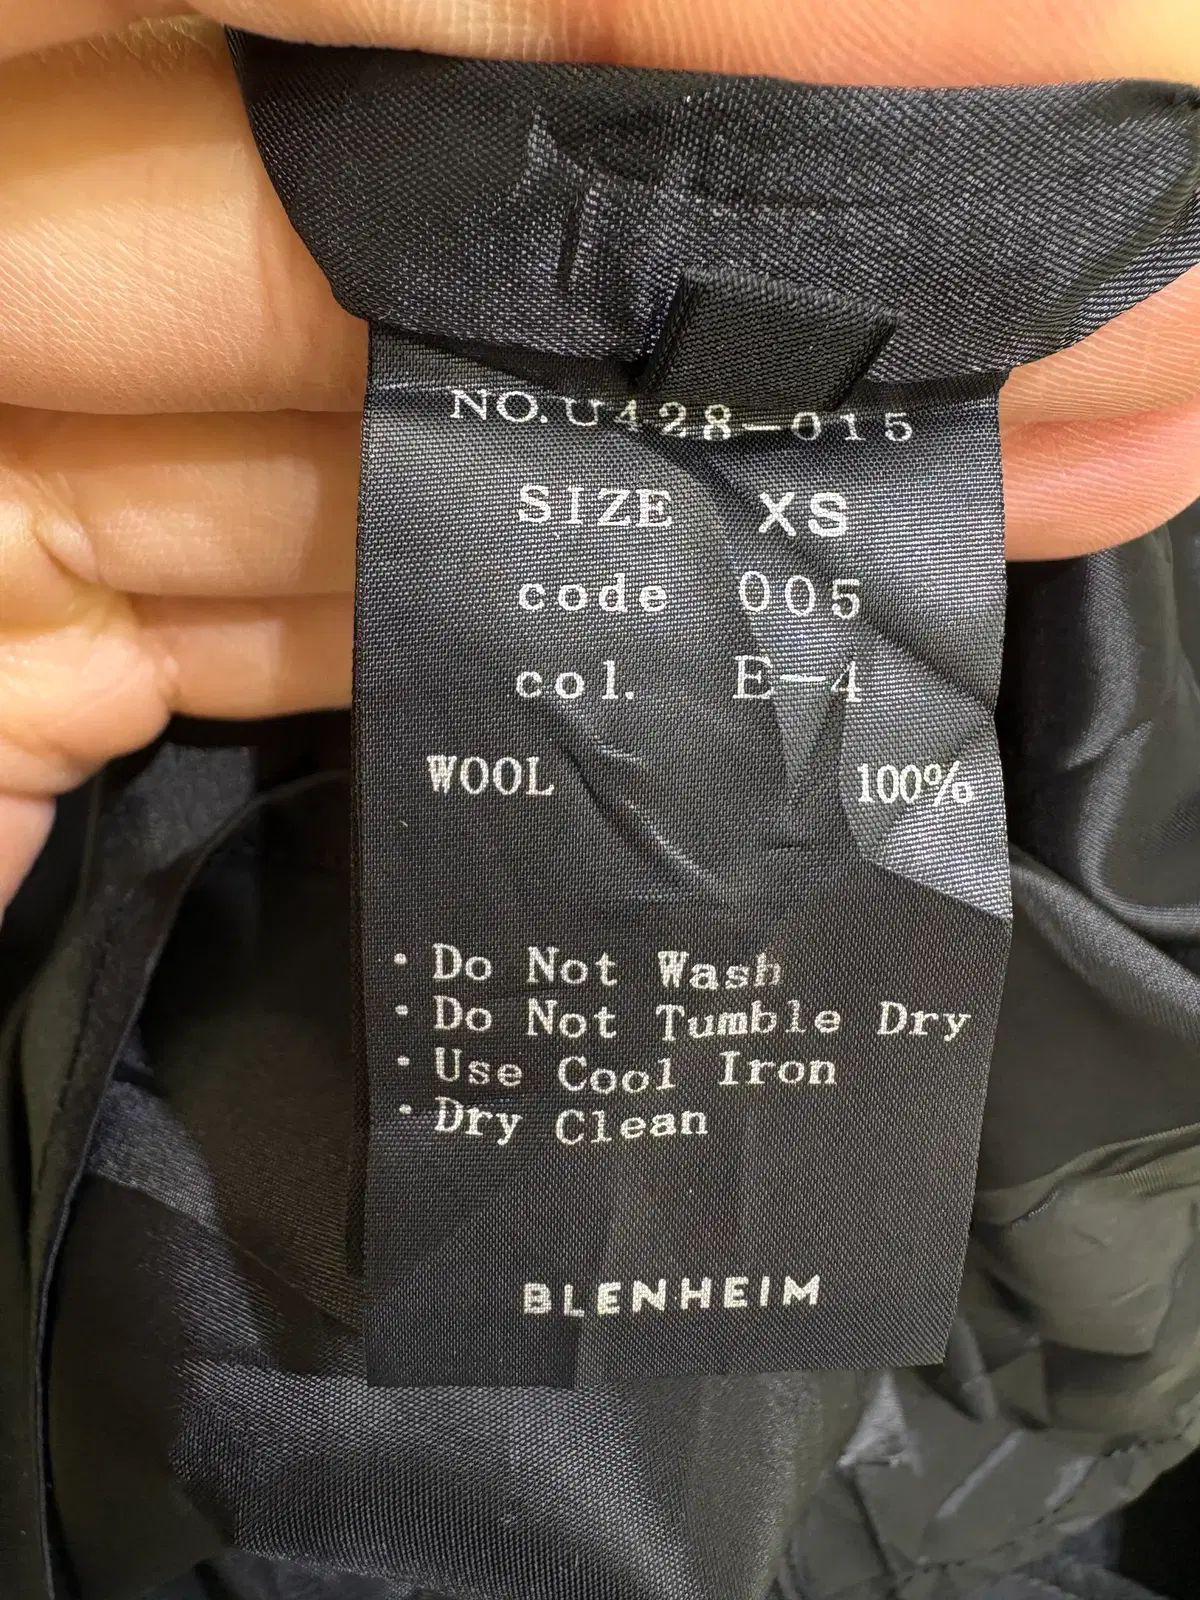 NO.U428-015
SIZE XS
code 005
col. E-4
WOOL 100%
・Do Not Wash
・Do Not Tumble Dry
・Use Cool Iron
・Dry Clean
BLENHEIM